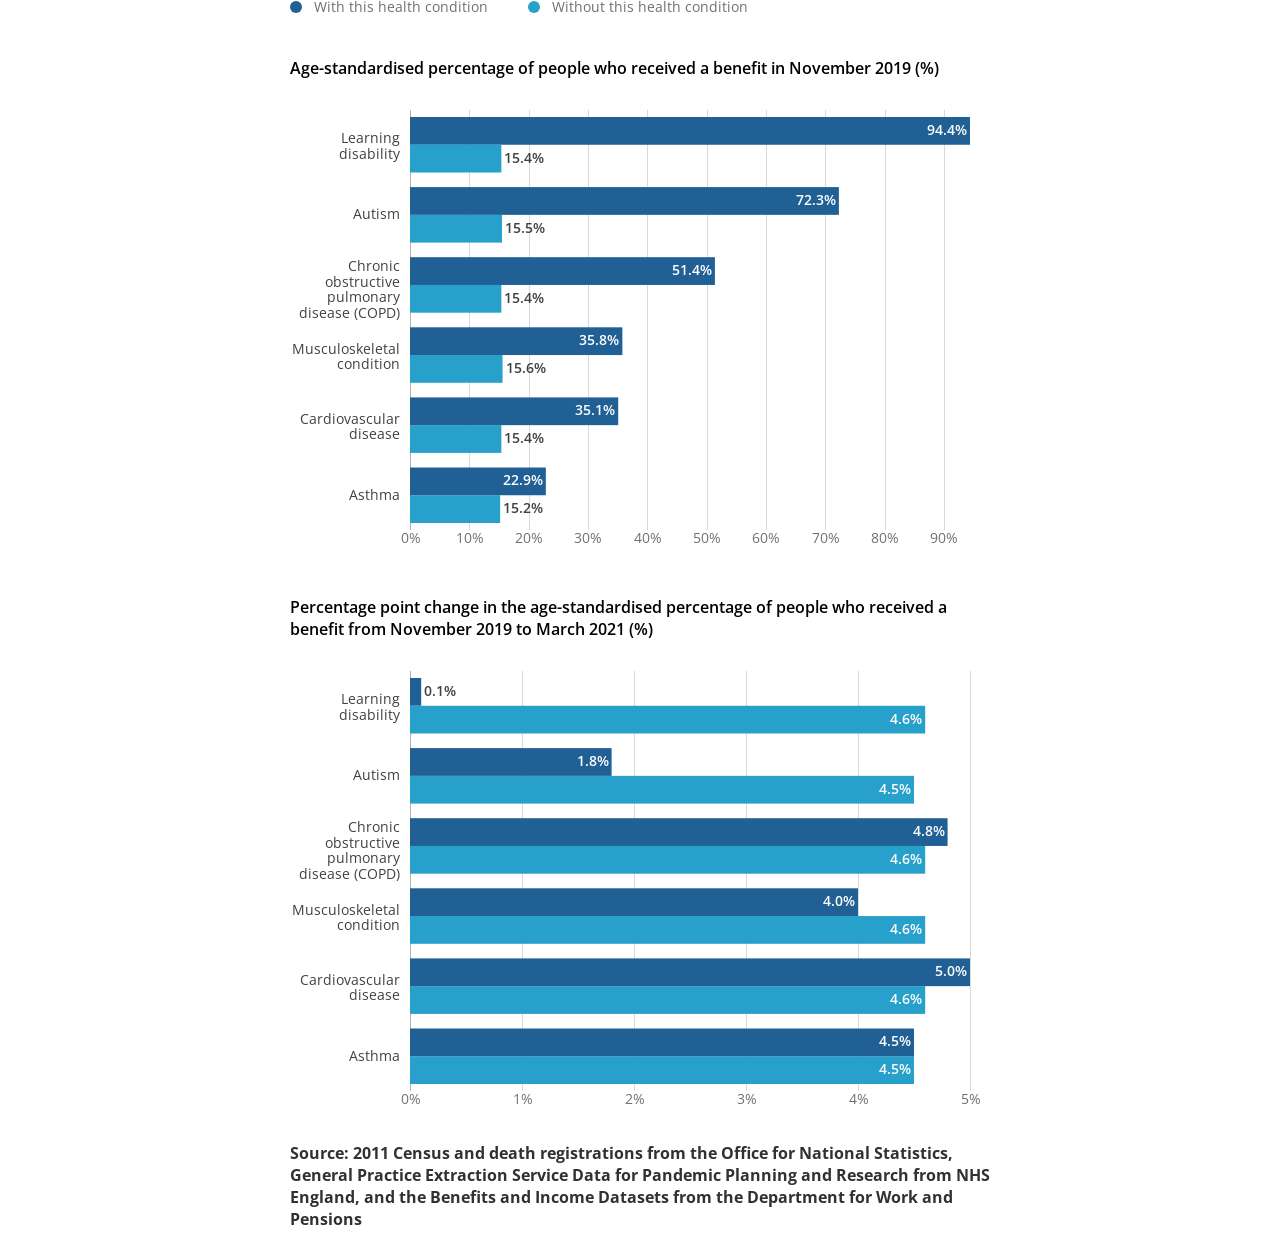 With this health condition
Without this health condition
Age-standardised percentage of people who received a benefit in November 2019 (%)
Learning
disability
94.4%
15.4%
Autism
72.3%
15.5%
Chronic
obstructive
pulmonary
disease (COPD)
51.4%
15.4%
Musculoskeletal
condition
35.8%
15.6%
Cardiovascular
disease
35.1%
15.4%
Asthma
22.9%
15.2%
0% 10% 20% 30% 40% 50% 60% 70% 80% 90%
Percentage point change in the age-standardised percentage of people who received a
benefit from November 2019 to March 2021 (%)
Learning
disability
0.1%
4.6%
Autism
1.8%
4.5%
Chronic
obstructive
pulmonary
disease (COPD)
4.8%
4.6%
Musculoskeletal
condition
4.0%
4.6%
Cardiovascular
disease
5.0%
4.6%
Asthma
4.5%
4.5%
0% 1% 2% 3% 4% 5%
Source: 2011 Census and death registrations from the Office for National Statistics,
General Practice Extraction Service Data for Pandemic Planning and Research from NHS
England, and the Benefits and Income Datasets from the Department for Work and
Pensions